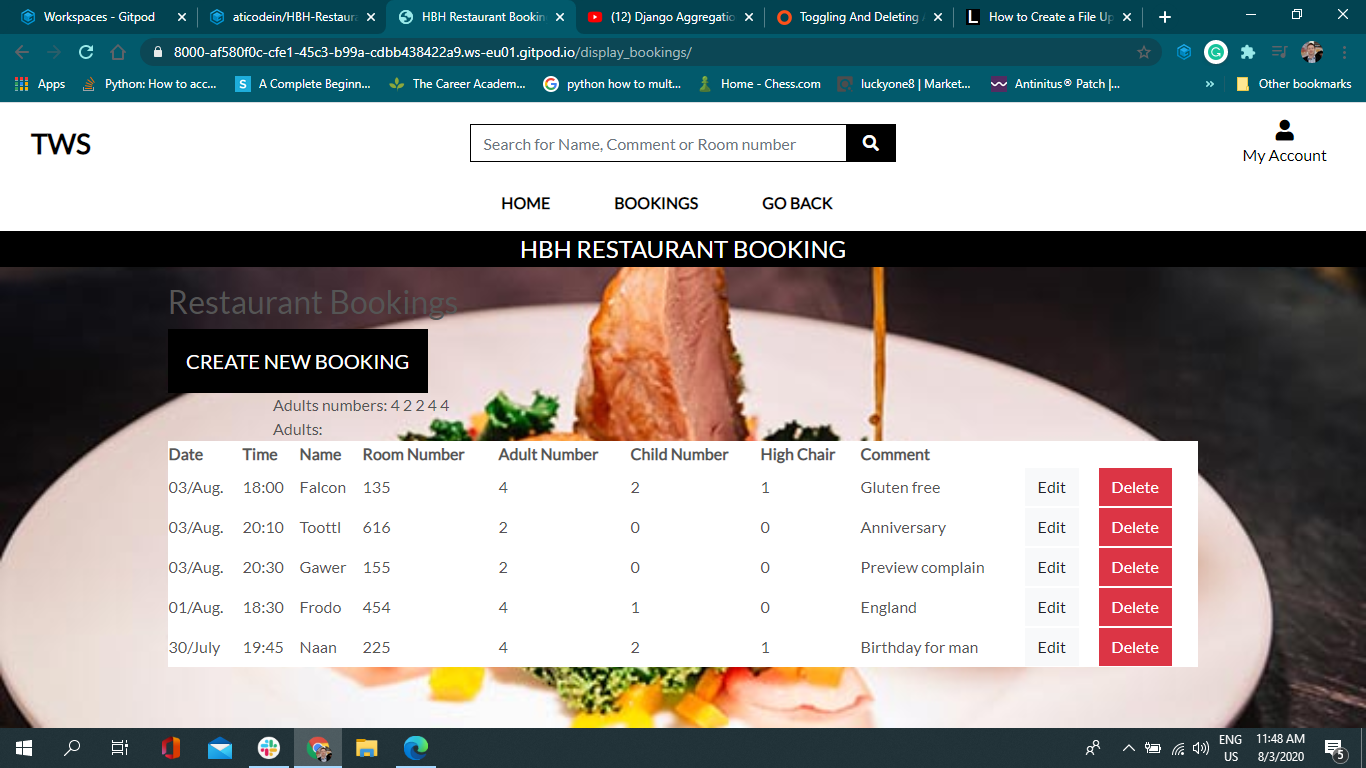 Workspaces - Gitpod
aticodein/HBH-Restaura
HBH Restaurant Bookin
(12) Django Aggregatio
Toggling And Deleting
How to Create a File Up
8000-af580f0c-cfe1-45c3-b99a-cdbb438422a9.ws-eu01.gitpod.io/display_bookings/
Apps
Python: How to acc...
A Complete Beginn...
The Career Academ...
python how to mult...
Home - Chess.com
luckyone8 | Market...
Antinitus® Patch |...
Other bookmarks
TWS
Search for Name, Comment or Room number
My Account
HOME BOOKINGS GO BACK
HBH RESTAURANT BOOKING
Restaurant Bookings
CREATE NEW BOOKING
Adults numbers: 4 2 2 4 4
Adults:
Date Time Name Room Number Adult Number Child Number High Chair Comment
03/Aug. 18:00 Falcon 135 4 2 1 Gluten free Edit Delete
03/Aug. 20:10 Toottl 616 2 0 0 Anniversary Edit Delete
03/Aug. 20:30 Gawer 155 2 0 0 Preview complain Edit Delete
01/Aug. 18:30 Frodo 454 4 1 0 England Edit Delete
30/July 19:45 Naan 225 4 2 1 Birthday for man Edit Delete
ENG
US
11:48 AM
8/3/2020
5